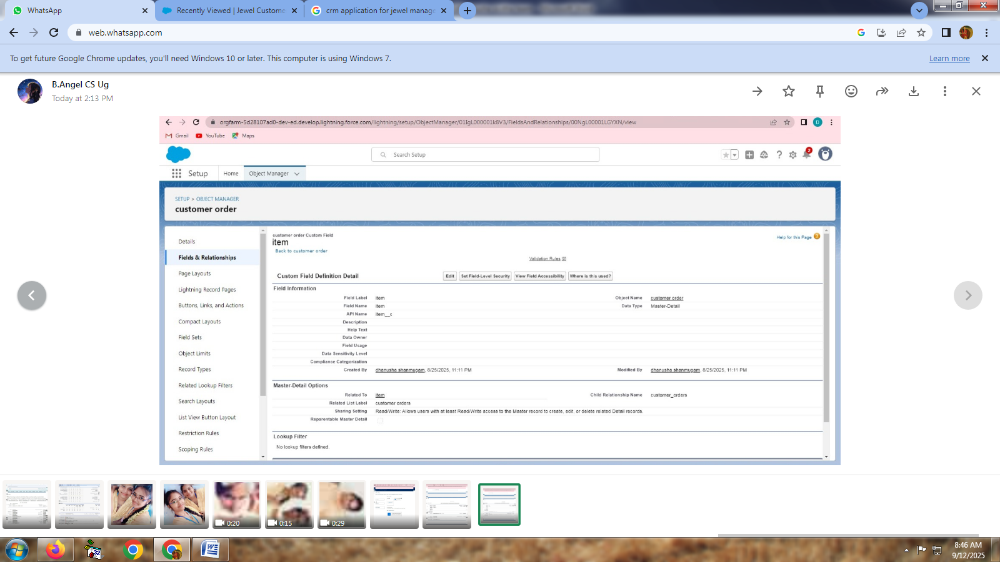 WhatsApp
Recently Viewed | Jewel Custome
crm application for jewel manage
web.whatsapp.com
To get future Google Chrome updates, you'll need Windows 10 or later. This computer is using Windows 7.
Learn more
B.Angel CS Ug
Today at 2:13 PM
orgfarm-5d28107ad0-dev-ed.develop.lightning.force.com/lightning/setup/ObjectManager/01IgL000001k8V3/FieldsAndRelationships/00NgL00001LGYXN/view
D
Gmail YouTube Maps
Search Setup
2
Setup Home Object Manager
SETUP > OBJECT MANAGER
customer order
Details
Fields & Relationships
Page Layouts
Lightning Record Pages
Buttons, Links, and Actions
Compact Layouts
Field Sets
Object Limits
Record Types
Related Lookup Filters
Search Layouts
List View Button Layout
Restriction Rules
Scoping Rules
customer order Custom Field
item
Back to customer order
Help for this Page
Validation Rules [0]
Custom Field Definition Detail Edit Set Field-Level Security View Field Accessibility Where is this used?
Field Information
Field Label item Object Name customer order
Field Name item Data Type Master-Detail
API Name item__c
Description
Help Text
Data Owner
Field Usage
Data Sensitivity Level
Compliance Categorization
Created By dhanusha shanmugam, 8/25/2025, 11:11 PM Modified By dhanusha shanmugam, 8/25/2025, 11:11 PM
Master-Detail Options
Related To item Child Relationship Name customer_orders
Related List Label customer orders
Sharing Setting Read/Write: Allows users with at least Read/Write access to the Master record to create, edit, or delete related Detail records.
Reparentable Master Detail
Lookup Filter
No lookup filters defined.
0:20
0:15
0:29
8:46 AM
9/12/2025